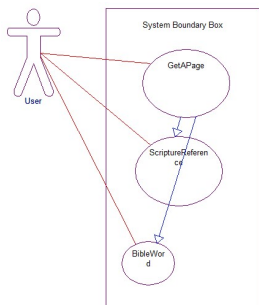 System Boundary Box
GetAPage
User
ScriptureReferen
ce
BibleWor
d